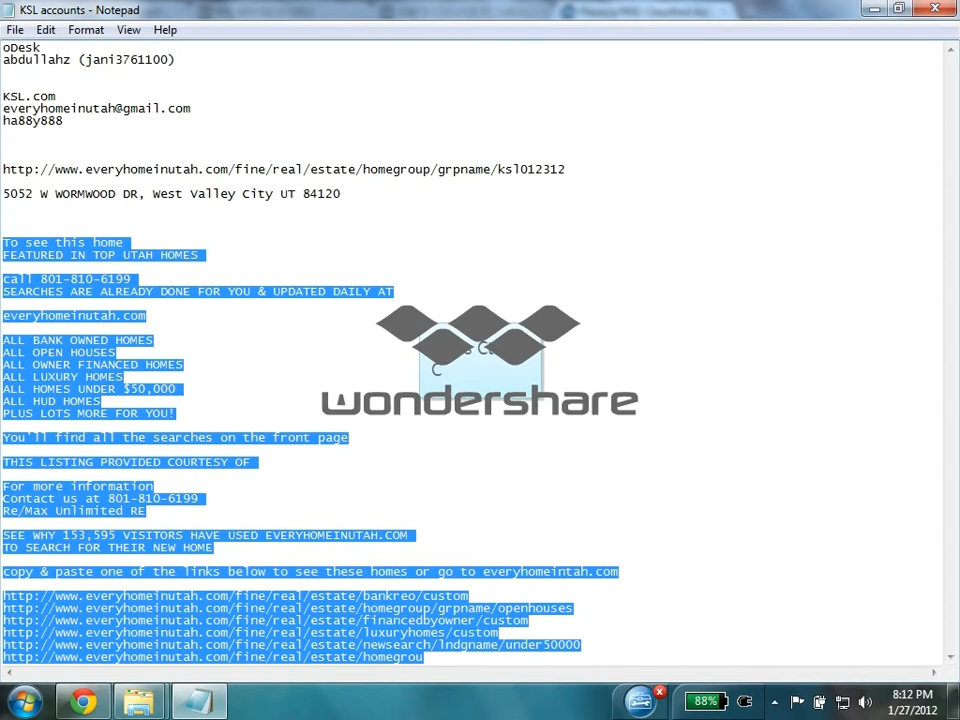 KSL accounts - Notepad
File Edit Format View Help
oDesk
abdullahz (jani3761100)
KSL.com
everyhomeinutah@gmail.com
ha88y888
http://www.everyhomeinutah.com/fine/real/estate/homegroup/grpname/ksl012312
5052 W WORMWOOD DR, West Valley City UT 84120
To see this home
FEATURED IN TOP UTAH HOMES
call 801-810-6199
SEARCHES ARE ALREADY DONE FOR YOU & UPDATED DAILY AT
everyhomeinutah.com
ALL BANK OWNED HOMES
ALL OPEN HOUSES
ALL OWNER FINANCED HOMES
ALL LUXURY HOMES
ALL HOMES UNDER $50,000
ALL HUD HOMES
PLUS LOTS MORE FOR YOU!
wondershare
You'll find all the searches on the front page
THIS LISTING PROVIDED COURTESY OF
For more information
Contact us at 801-810-6199
Re/Max Unlimited RE
SEE WHY 153,595 VISITORS HAVE USED EVERYHOMEINUTAH.COM
TO SEARCH FOR THEIR NEW HOME
copy & paste one of the links below to see these homes or go to everyhomeintah.com
http://www.everyhomeinutah.com/fine/real/estate/bankreo/custom
http://www.everyhomeinutah.com/fine/real/estate/homegroup/grpname/openhouses
http://www.everyhomeinutah.com/fine/real/estate/financedbyowner/custom
http://www.everyhomeinutah.com/fine/real/estate/luxuryhomes/custom
http://www.everyhomeinutah.com/fine/real/estate/newsearch/lndgname/under50000
http://www.everyhomeinutah.com/fine/real/estate/homegrou
88%
8:12 PM
1/27/2012